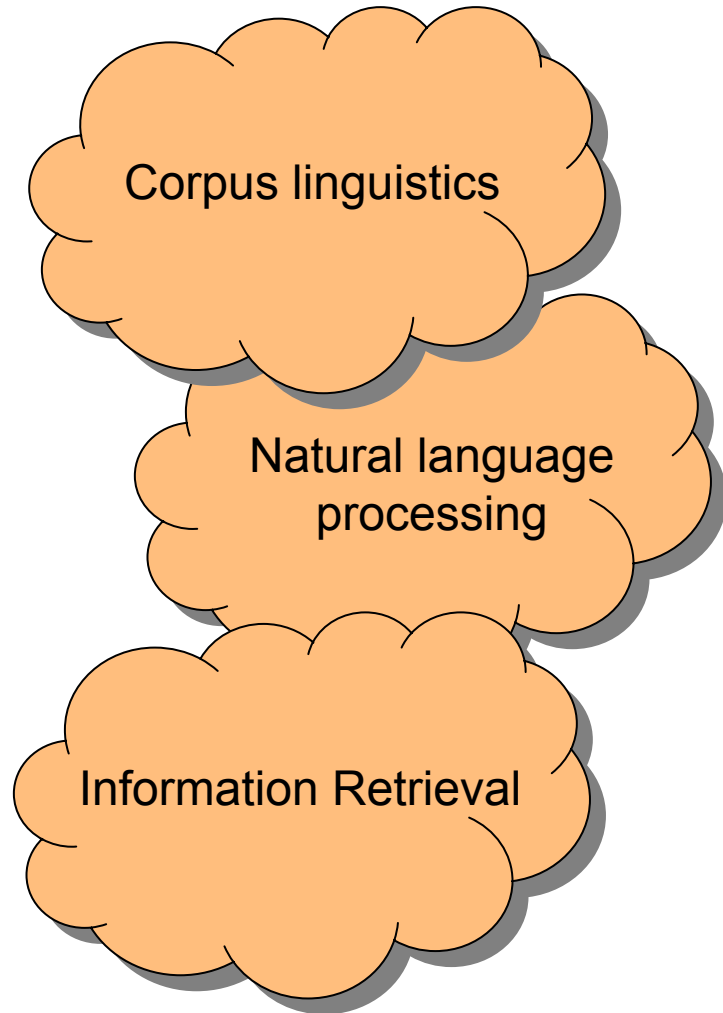 Corpus linguistics
Natural language
processing
Information Retrieval